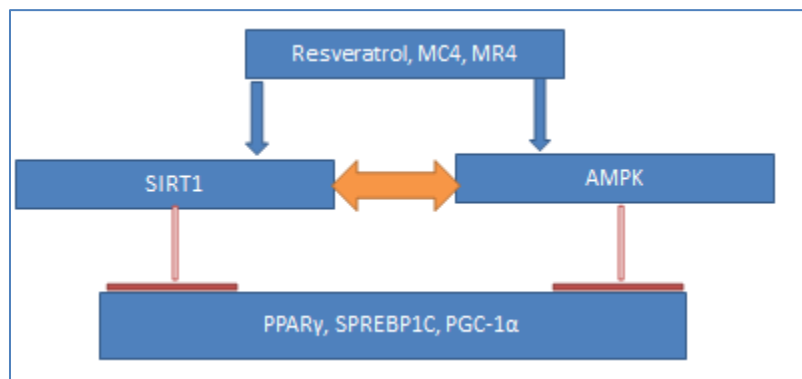 Resveratrol, MC4, MR4
SIRT1
AMPK
PPARγ, SPREBP1C, PGC-1α